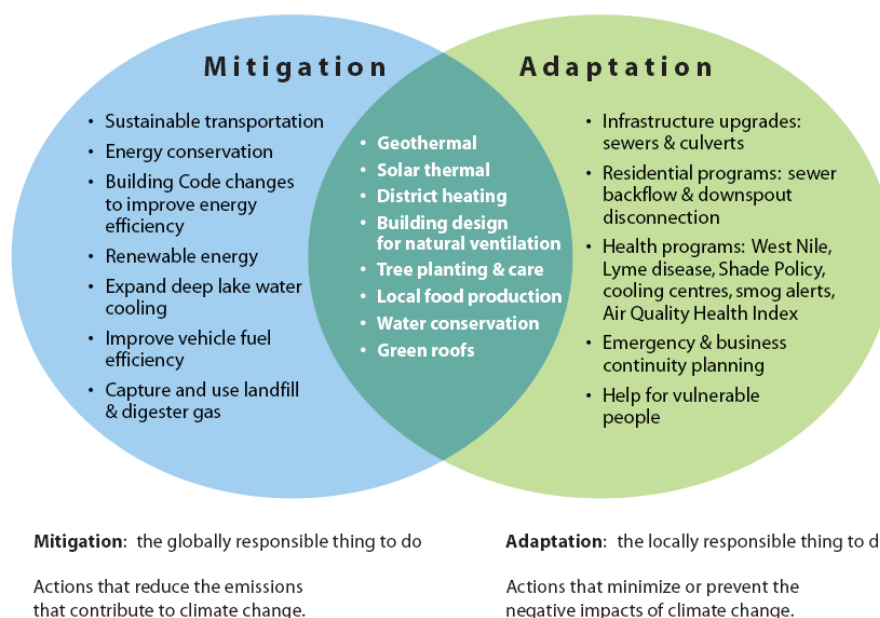 Mitigation
• Sustainable transportation
• Energy conservation
• Building Code changes
to improve energy
efficiency
• Renewable energy
• Expand deep lake water
cooling
• Improve vehicle fuel
efficiency
• Capture and use landfill
& digester gas
• Geothermal
• Solar thermal
• District heating
• Building design
for natural ventilation
• Tree planting & care
• Local food production
• Water conservation
• Green roofs
Adaptation
• Infrastructure upgrades:
sewers & culverts
• Residential programs: sewer
backflow & downspout
disconnection
• Health programs: West Nile,
Lyme disease, Shade Policy,
cooling centres, smog alerts,
Air Quality Health Index
• Emergency & business
continuity planning
• Help for vulnerable
people
Mitigation: the globally responsible thing to do
Actions that reduce the emissions
that contribute to climate change.
Adaptation: the locally responsible thing to d
Actions that minimize or prevent the
negative impacts of climate change.